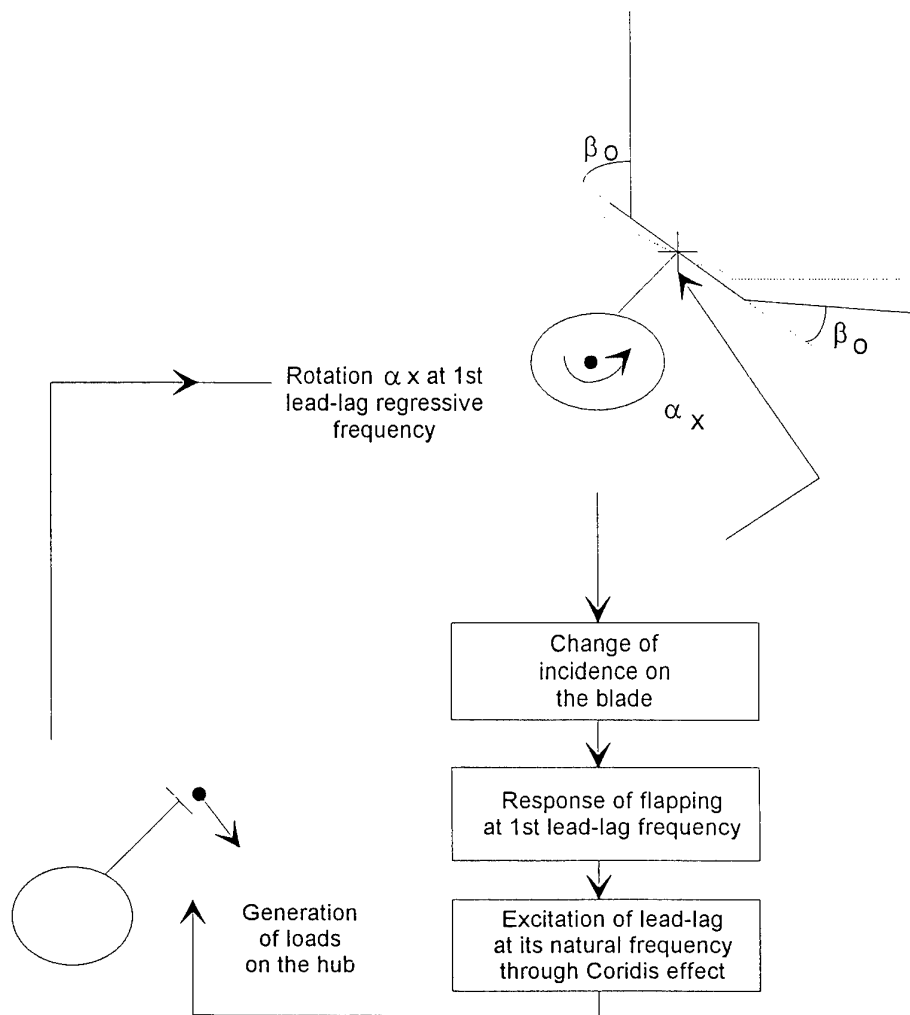 β o
β o
Rotation α x at 1st
lead-lag regressive
frequency
α x
Change of
incidence on
the blade
Response of flapping
at 1st lead-lag frequency
Excitation of lead-lag
at its natural frequency
through Coridis effect
Generation
of loads
on the hub